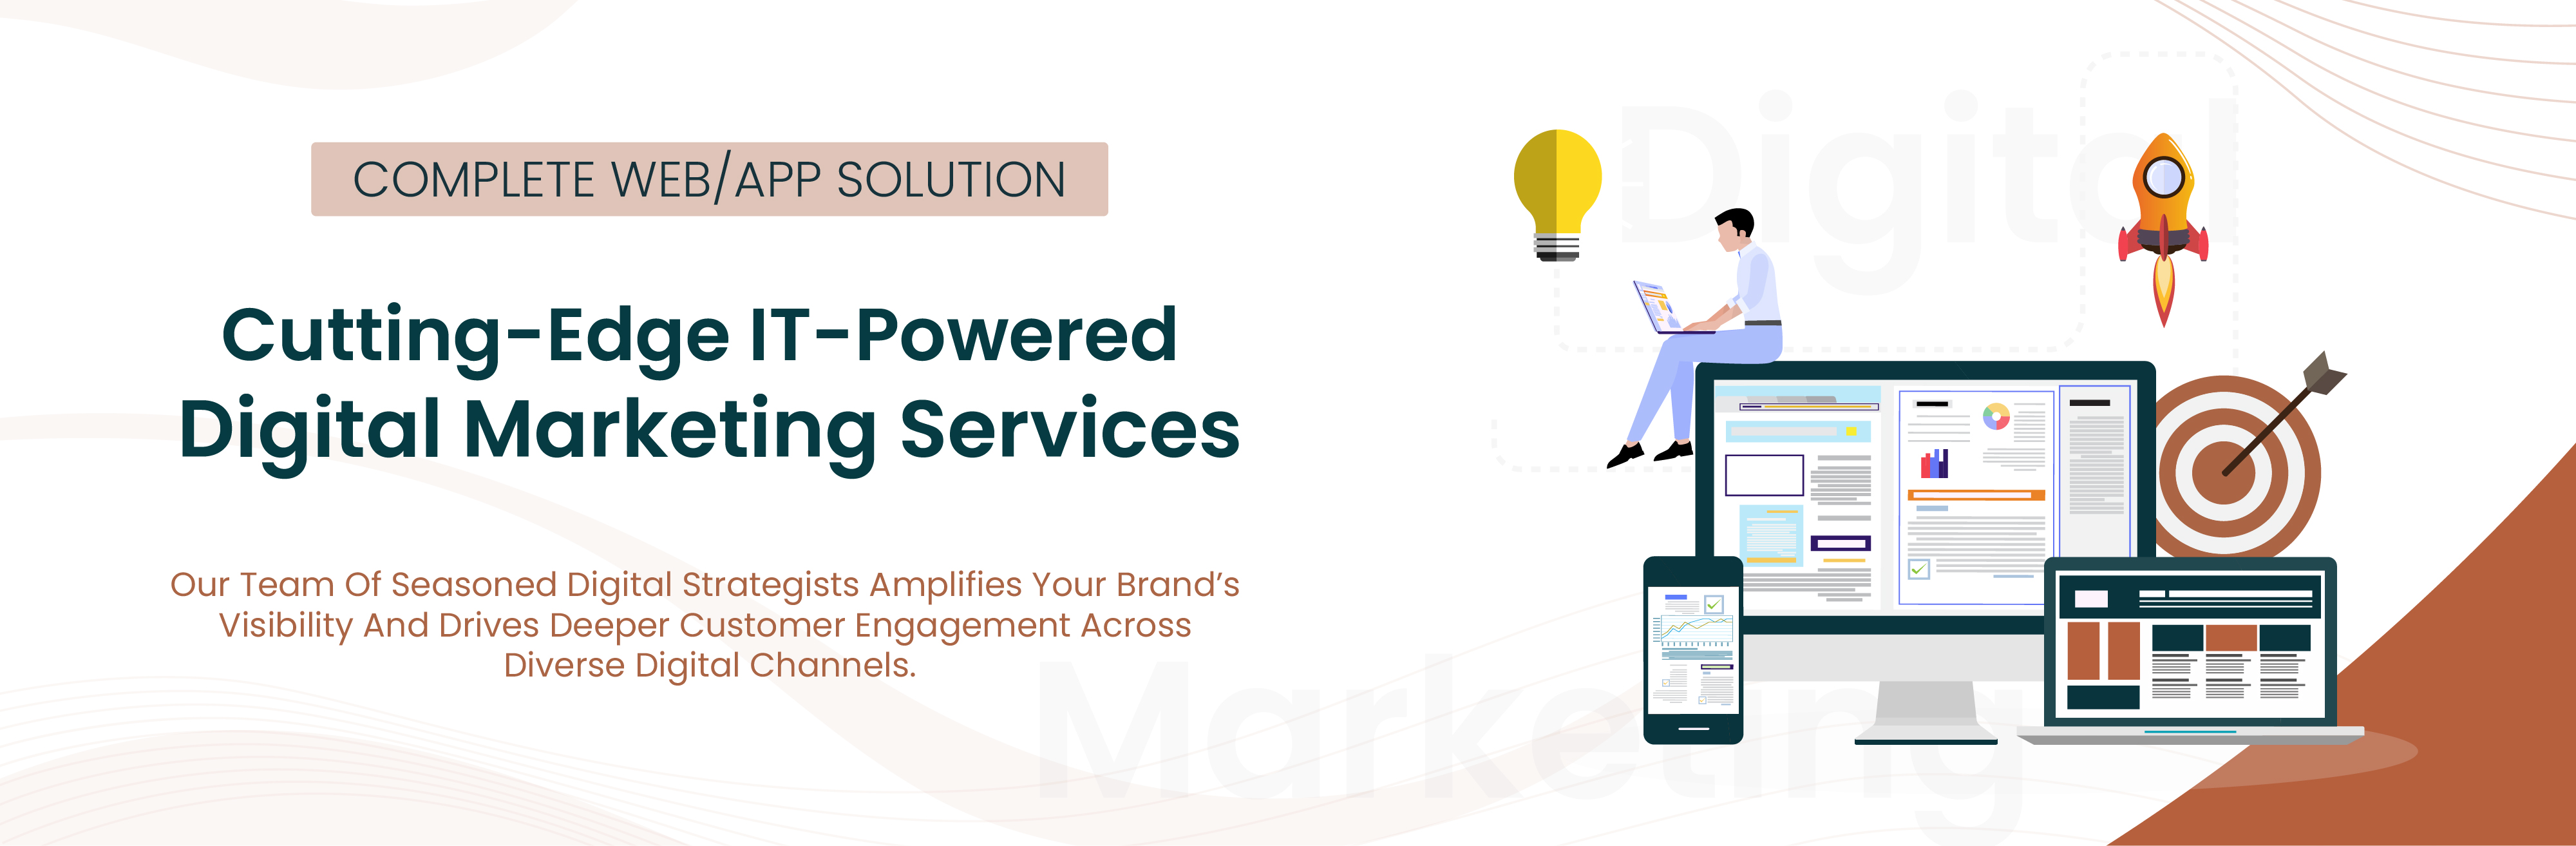 COMPLETE WEB/APP SOLUTION
Cutting-Edge IT-Powered
Digital Marketing Services
Our Team Of Seasoned Digital Strategists Amplifies Your Brand’s
Visibility And Drives Deeper Customer Engagement Across
Diverse Digital Channels.
Digital
Marketing